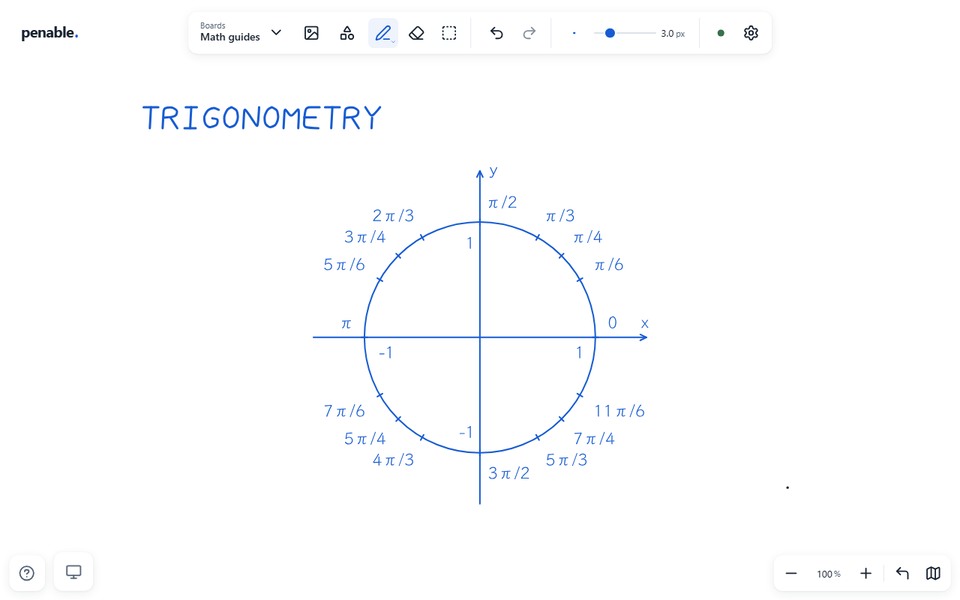 penable.
Boards
Math guides
3.0 px
TRIGONOMETRY
y
π/2
2π/3
π/3
3π/4
π/4
1
5π/6
π/6
π
0
x
-1
1
7π/6
11π/6
-1
5π/4
7π/4
4π/3
5π/3
3π/2
100%